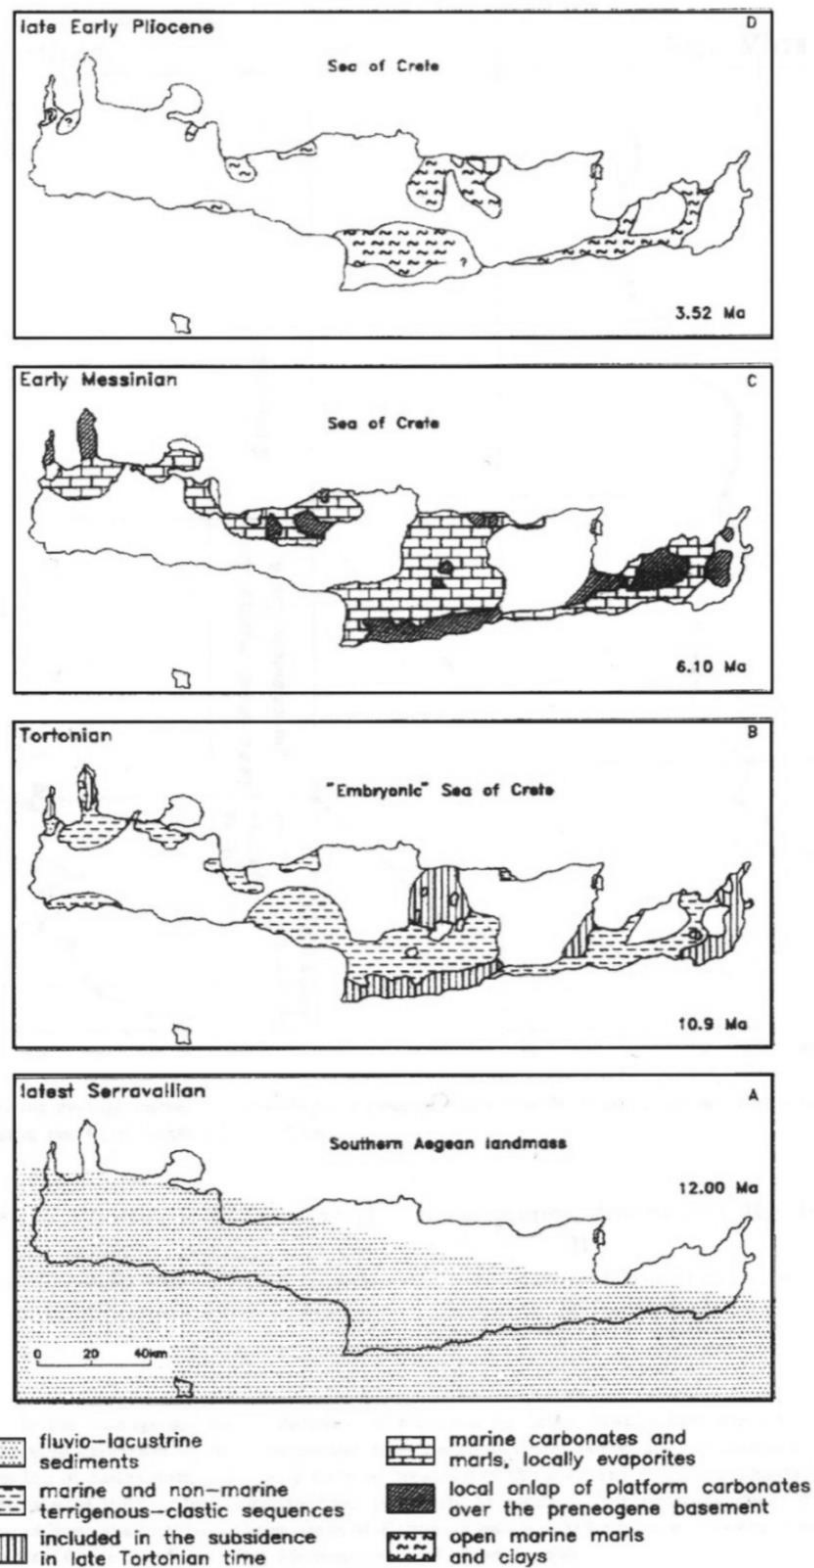 late Early Pliocene
D
Sea of Crete
?
?
3.52 Ma
Early Messinian
C
Sea of Crete
6.10 Ma
Tortonian
B
"Embryonic" Sea of Crete
10.9 Ma
latest Serravallian
A
Southern Aegean landmass
12.00 Ma
0 20 40km
fluvio-lacustrine
sediments
marine and non-marine
terrigenous-clastic sequences
included in the subsidence
in late Tortonian time
marine carbonates and
marls, locally evaporites
local onlap of platform carbonates
over the preneogene basement
open marine marls
and clays